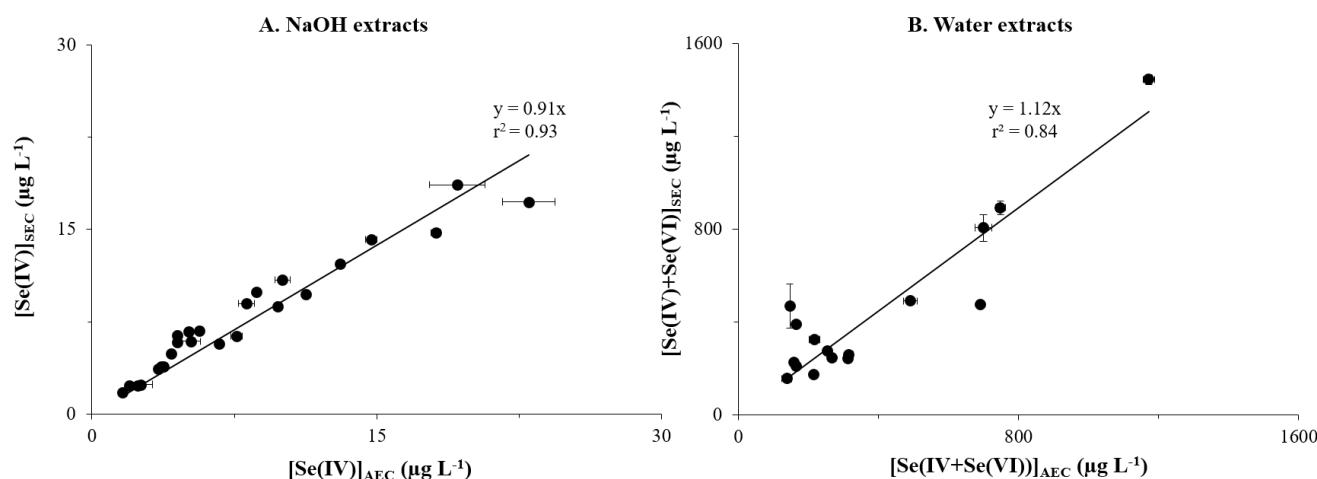 A. NaOH extracts
30
y = 0.91x
r² = 0.93
[Se(IV)]SEC (µg L⁻¹)
15
0
0
15
30
[Se(IV)]AEC (µg L⁻¹)
B. Water extracts
1600
y = 1.12x
r² = 0.84
[Se(IV)+Se(VI)]SEC (µg L⁻¹)
800
0
0
800
1600
[Se(IV+Se(VI))]AEC (µg L⁻¹)